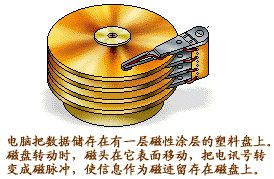 电脑把数据储存在有一层磁性涂层的塑料盘上。
磁盘转动时，磁头在它表面移动，把电讯号转
变成磁脉冲，使信息作为磁迹留存在磁盘上。